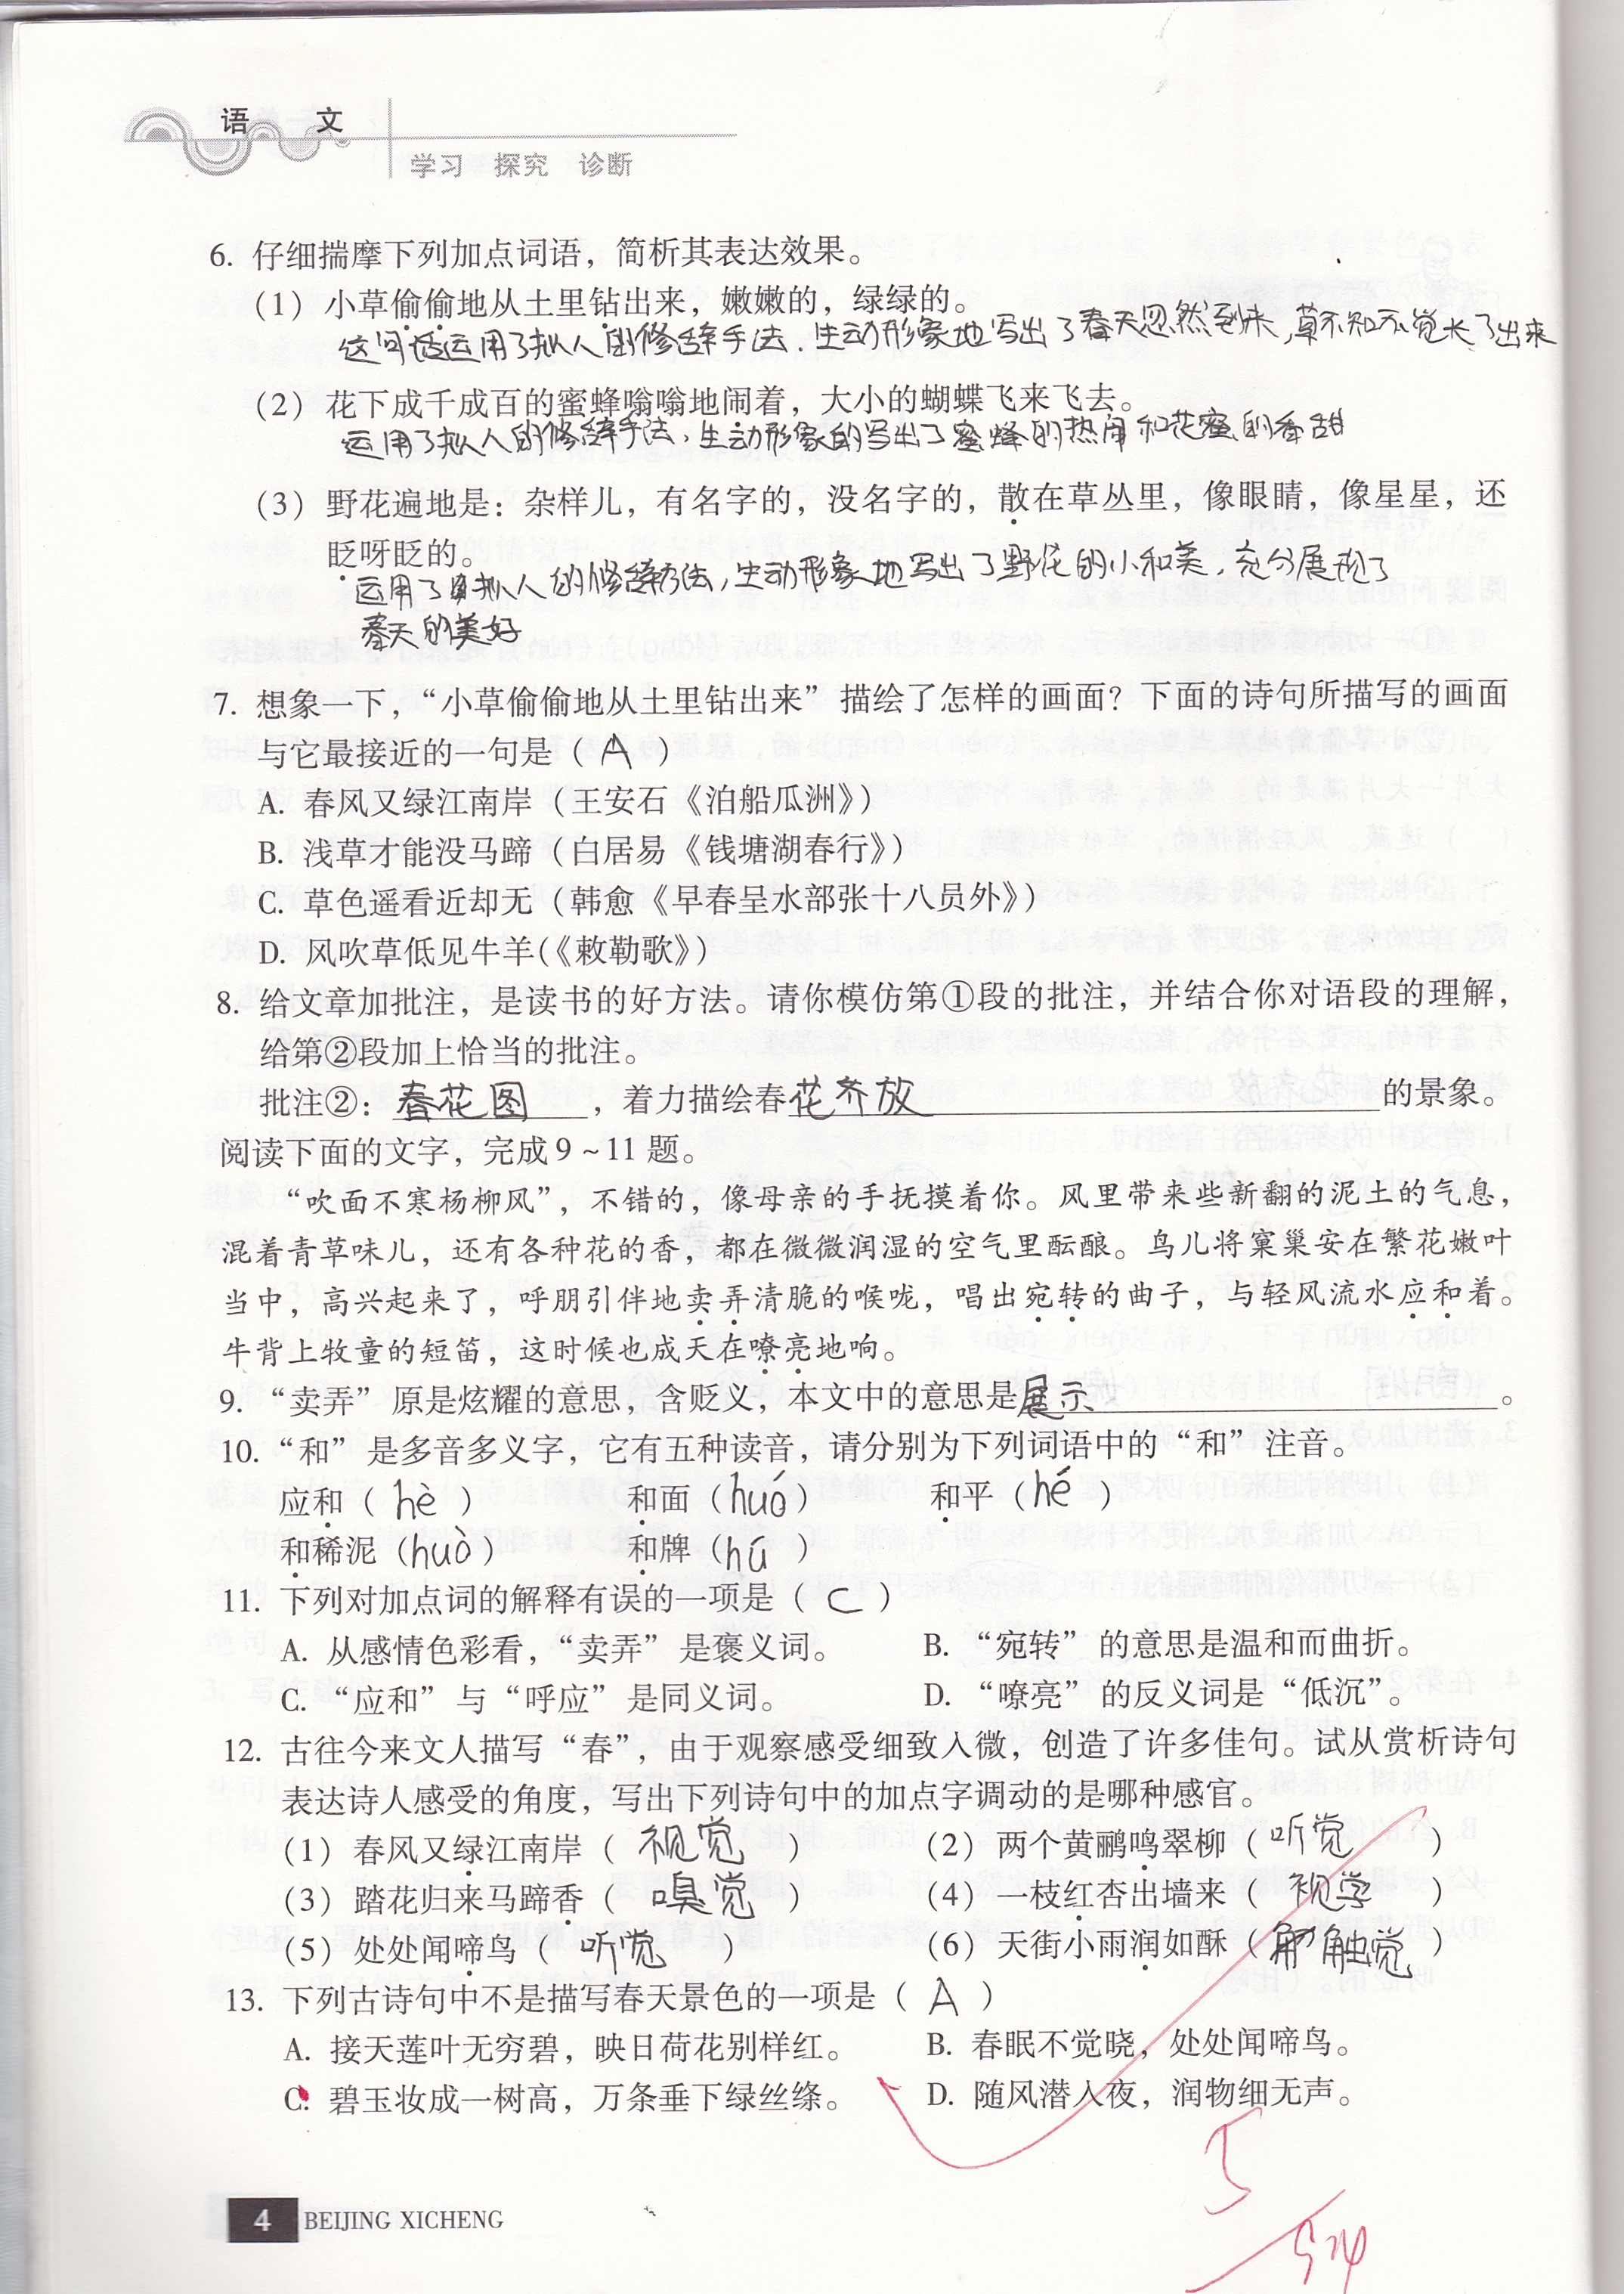 语 文
学习 探究 诊断
6. 仔细揣摩下列加点词语，简析其表达效果。
（1）小草偷偷地从土里钻出来，嫩嫩的，绿绿的。
这句话运用了拟人的修辞手法，生动形象地写出了春天忽然到来，草不知不觉长了出来
（2）花下成千成百的蜜蜂嗡嗡地闹着，大小的蝴蝶飞来飞去。
运用了拟人的修辞手法，生动形象的写出了蜜蜂的热闹和花蜜的香甜
（3）野花遍地是：杂样儿，有名字的，没名字的，散在草丛里，像眼睛，像星星，还
眨呀眨的。
运用了拟人的修辞方法，生动形象地写出了野花的小和美，充分展现了
春天的美好
7. 想象一下，“小草偷偷地从土里钻出来”描绘了怎样的画面？下面的诗句所描写的画面
与它最接近的一句是（ A ）
A. 春风又绿江南岸（王安石《泊船瓜洲》）
B. 浅草才能没马蹄（白居易《钱塘湖春行》）
C. 草色遥看近却无（韩愈《早春呈水部张十八员外》）
D. 风吹草低见牛羊(《敕勒歌》)
8. 给文章加批注，是读书的好方法。请你模仿第①段的批注，并结合你对语段的理解，
给第②段加上恰当的批注。
批注②：春花图，着力描绘春花齐放的景象。
阅读下面的文字，完成9～11题。
“吹面不寒杨柳风”，不错的，像母亲的手抚摸着你。风里带来些新翻的泥土的气息，
混着青草味儿，还有各种花的香，都在微微润湿的空气里酝酿。鸟儿将窠巢安在繁花嫩叶
当中，高兴起来了，呼朋引伴地卖弄清脆的喉咙，唱出宛转的曲子，与轻风流水应和着。
牛背上牧童的短笛，这时候也成天在嘹亮地响。
9. “卖弄”原是炫耀的意思，含贬义，本文中的意思是展示。
10. “和”是多音多义字，它有五种读音，请分别为下列词语中的“和”注音。
应和（ hè ） 和面（ huó ） 和平（ hé ）
和稀泥（ huò ） 和牌（ hú ）
11. 下列对加点词的解释有误的一项是（ C ）
A. 从感情色彩看，“卖弄”是褒义词。 B. “宛转”的意思是温和而曲折。
C. “应和”与“呼应”是同义词。 D. “嘹亮”的反义词是“低沉”。
12. 古往今来文人描写“春”，由于观察感受细致入微，创造了许多佳句。试从赏析诗句
表达诗人感受的角度，写出下列诗句中的加点字调动的是哪种感官。
（1）春风又绿江南岸（ 视觉 ） （2）两个黄鹂鸣翠柳（ 听觉 ）
（3）踏花归来马蹄香（ 嗅觉 ） （4）一枝红杏出墙来（ 视学 ）
（5）处处闻啼鸟（ 听觉 ） （6）天街小雨润如酥（ 触觉 ）
13. 下列古诗句中不是描写春天景色的一项是（ A ）
A. 接天莲叶无穷碧，映日荷花别样红。 B. 春眠不觉晓，处处闻啼鸟。
C. 碧玉妆成一树高，万条垂下绿丝绦。 D. 随风潜入夜，润物细无声。
4 BEIJING XICHENG